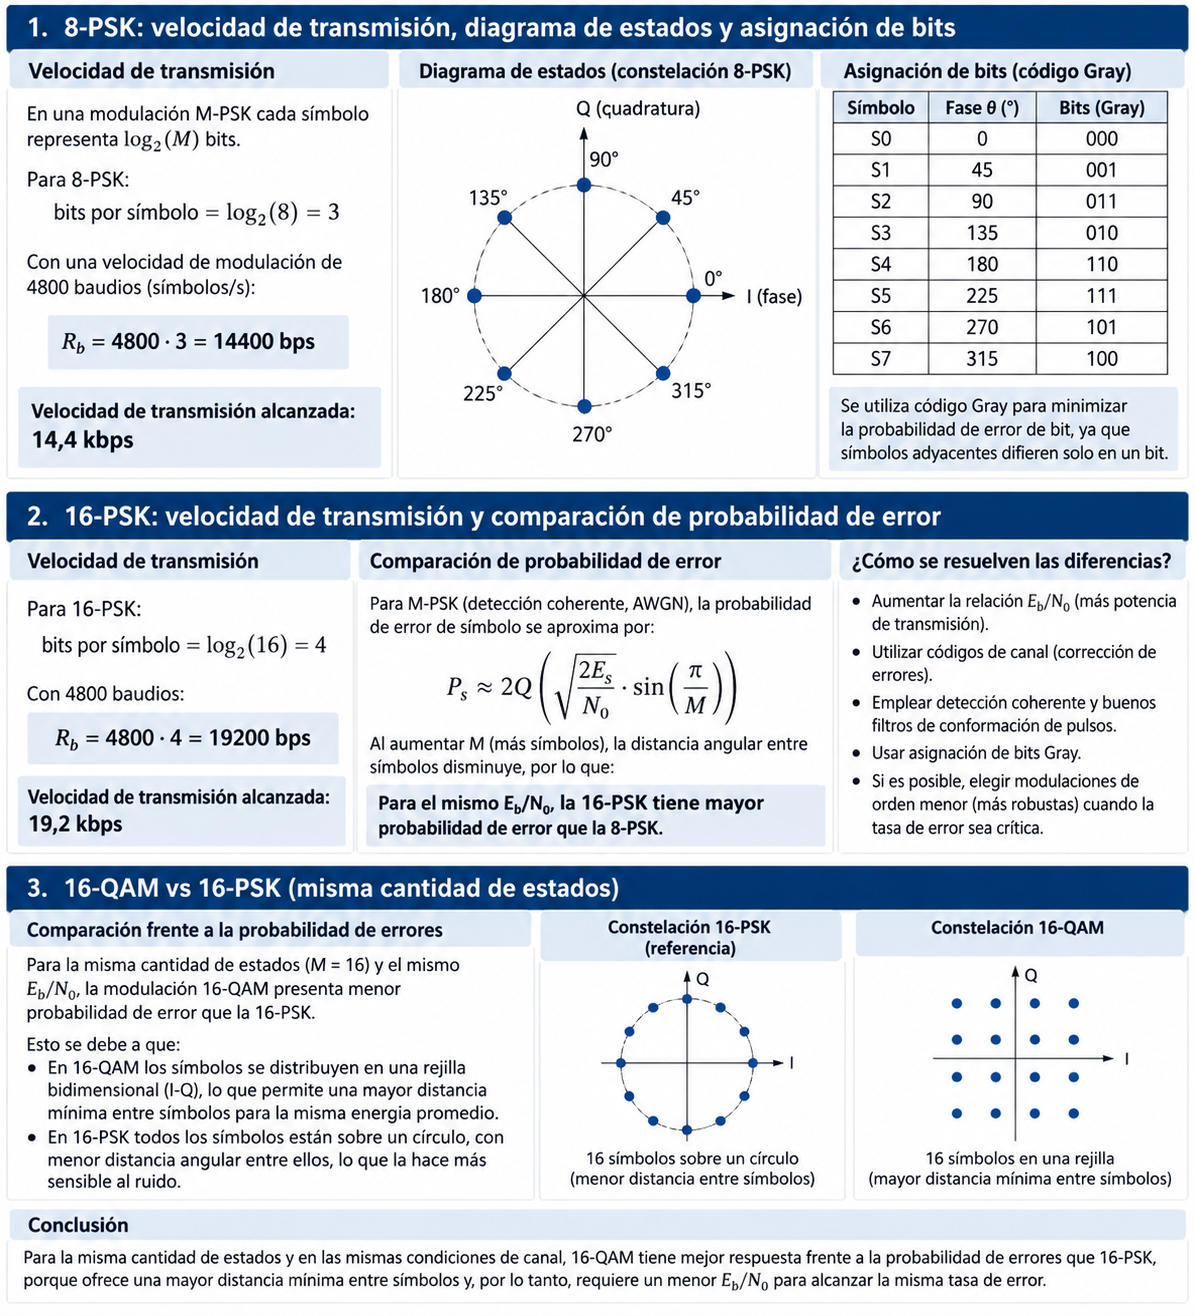 1. 8-PSK: velocidad de transmisión, diagrama de estados y asignación de bits
Velocidad de transmisión
En una modulación M-PSK cada símbolo
representa log₂(M) bits.
Para 8-PSK:
bits por símbolo = log₂(8) = 3
Con una velocidad de modulación de
4800 baudios (símbolos/s):
R_b = 4800 · 3 = 14400 bps
Velocidad de transmisión alcanzada:
14,4 kbps
Diagrama de estados (constelación 8-PSK)
Q (cuadratura)
90°
135°
45°
180°
0°
I (fase)
225°
315°
270°
Asignación de bits (código Gray)
Símbolo Fase θ (°) Bits (Gray)
S0 0 000
S1 45 001
S2 90 011
S3 135 010
S4 180 110
S5 225 111
S6 270 101
S7 315 100
Se utiliza código Gray para minimizar
la probabilidad de error de bit, ya que
símbolos adyacentes difieren solo en un bit.
2. 16-PSK: velocidad de transmisión y comparación de probabilidad de error
Velocidad de transmisión
Para 16-PSK:
bits por símbolo = log₂(16) = 4
Con 4800 baudios:
R_b = 4800 · 4 = 19200 bps
Velocidad de transmisión alcanzada:
19,2 kbps
Comparación de probabilidad de error
Para M-PSK (detección coherente, AWGN), la probabilidad
de error de símbolo se aproxima por:
P_s ≈ 2Q(√(2E_s/N₀) · sin(π/M))
Al aumentar M (más símbolos), la distancia angular entre
símbolos disminuye, por lo que:
Para el mismo E_b/N₀, la 16-PSK tiene mayor
probabilidad de error que la 8-PSK.
¿Cómo se resuelven las diferencias?
• Aumentar la relación E_b/N₀ (más potencia
de transmisión).
• Utilizar códigos de canal (corrección de
errores).
• Emplear detección coherente y buenos
filtros de conformación de pulsos.
• Usar asignación de bits Gray.
• Si es posible, elegir modulaciones de
orden menor (más robustas) cuando la
tasa de error sea crítica.
3. 16-QAM vs 16-PSK (misma cantidad de estados)
Comparación frente a la probabilidad de errores
Para la misma cantidad de estados (M = 16) y el mismo
E_b/N₀, la modulación 16-QAM presenta menor
probabilidad de error que la 16-PSK.
Esto se debe a que:
• En 16-QAM los símbolos se distribuyen en una rejilla
bidimensional (I-Q), lo que permite una mayor distancia
mínima entre símbolos para la misma energia promedio.
• En 16-PSK todos los símbolos están sobre un círculo, con
menor distancia angular entre ellos, lo que la hace más
sensible al ruido.
Constelación 16-PSK
(referencia)
Q
I
16 símbolos sobre un círculo
(menor distancia entre símbolos)
Constelación 16-QAM
Q
I
16 símbolos en una rejilla
(mayor distancia mínima entre símbolos)
Conclusión
Para la misma cantidad de estados y en las mismas condiciones de canal, 16-QAM tiene mejor respuesta frente a la probabilidad de errores que 16-PSK,
porque ofrece una mayor distancia mínima entre símbolos y, por lo tanto, requiere un menor E_b/N₀ para alcanzar la misma tasa de error.